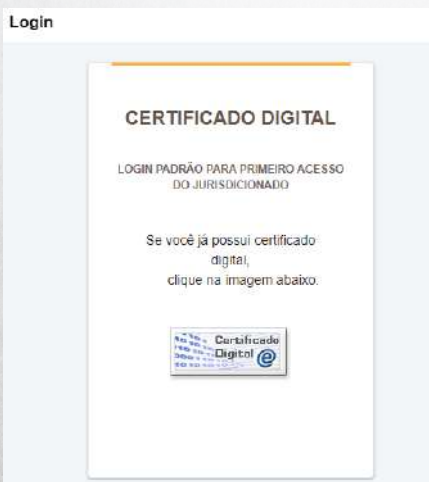 Login
CERTIFICADO DIGITAL
LOGIN PADRÃO PARA PRIMEIRO ACESSO
DO JURISDICIONADO
Se você já possui certificado
digital,
clique na imagem abaixo.
Certificado
Digital